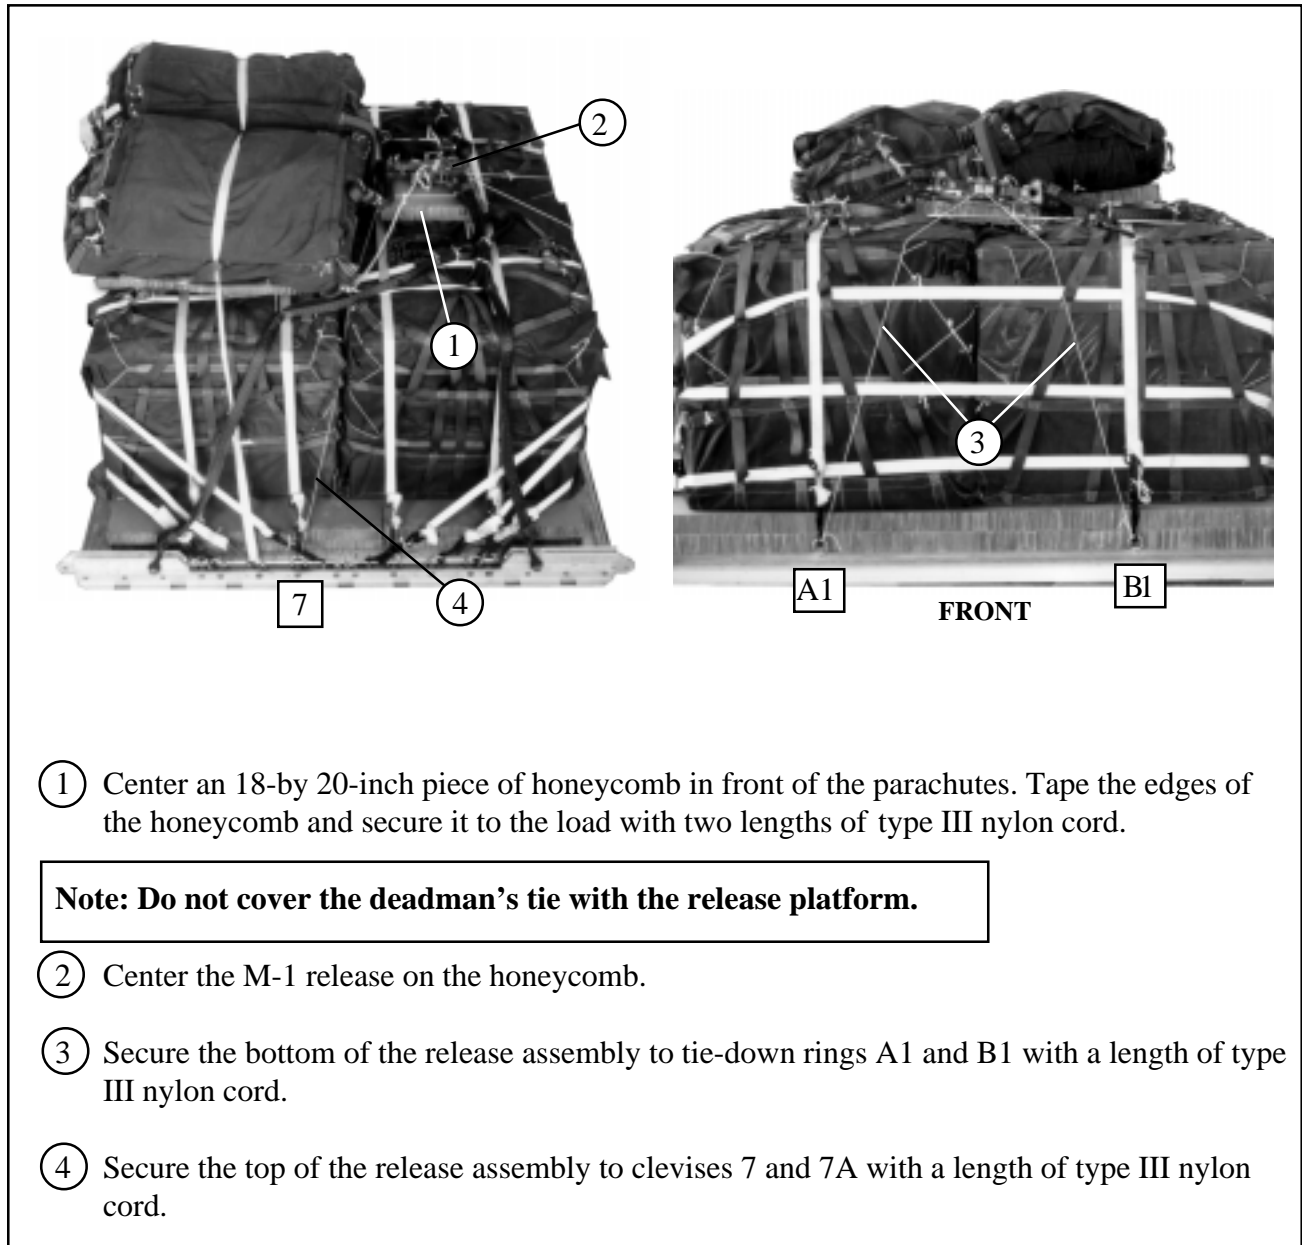 2
1
3
7
4
A1
B1
FRONT
1 Center an 18-by 20-inch piece of honeycomb in front of the parachutes. Tape the edges of
the honeycomb and secure it to the load with two lengths of type III nylon cord.
Note: Do not cover the deadman's tie with the release platform.
2 Center the M-1 release on the honeycomb.
3 Secure the bottom of the release assembly to tie-down rings A1 and B1 with a length of type
III nylon cord.
4 Secure the top of the release assembly to clevises 7 and 7A with a length of type III nylon
cord.